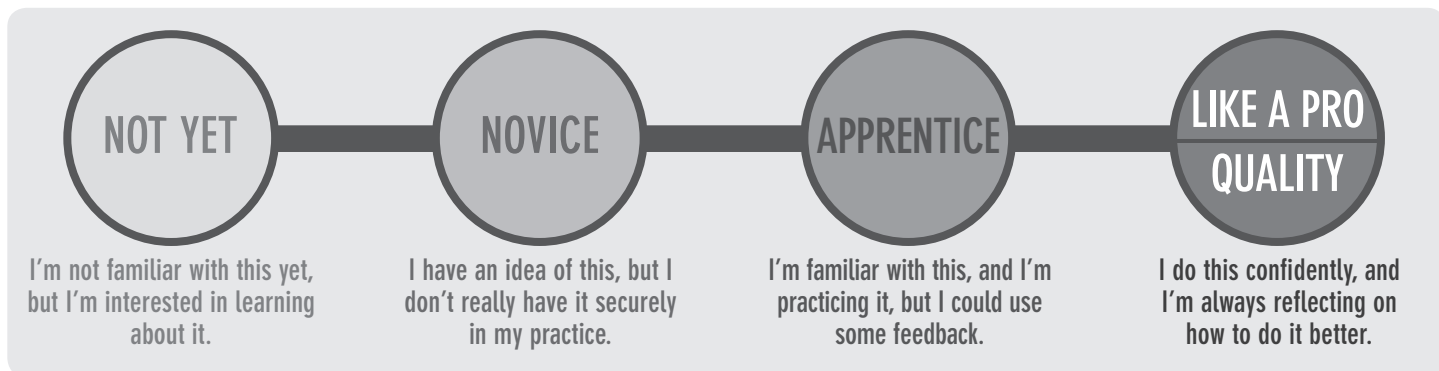 NOT YET
NOVICE
APPRENTICE
LIKE A PRO
QUALITY
I'm not familiar with this yet,
but I'm interested in learning
about it.
I have an idea of this, but I
don't really have it securely
in my practice.
I'm familiar with this, and I'm
practicing it, but I could use
some feedback.
I do this confidently, and
I'm always reflecting on
how to do it better.